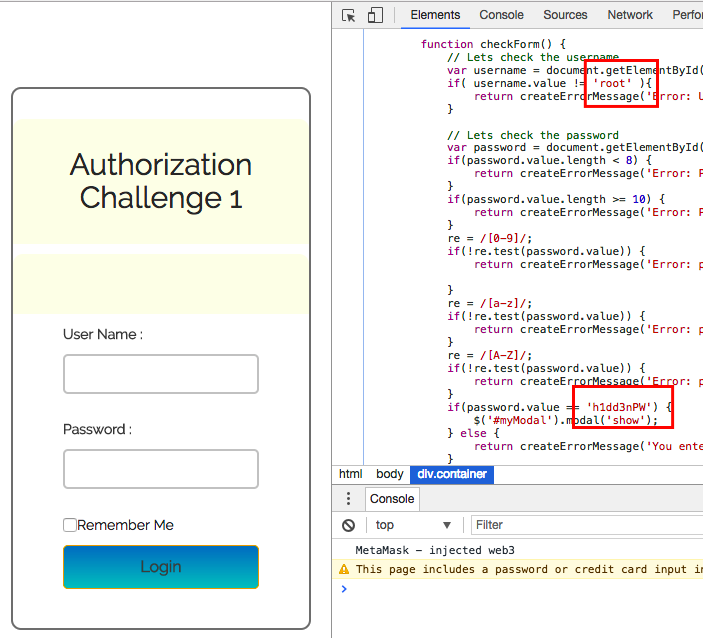 Authorization
Challenge 1
User Name :
Password :
Remember Me
Login
Elements Console Sources Network Perfor
function checkForm() {
// Lets check the username
var username = document.getElementById(
if( username.value != 'root' ){
return createErrorMessage('Error: U
}
// Lets check the password
var password = document.getElementById(
if(password.value.length < 8) {
return createErrorMessage('Error: P
}
if(password.value.length >= 10) {
return createErrorMessage('Error: P
}
re = /[0-9]/;
if(!re.test(password.value)) {
return createErrorMessage('Error: p
}
re = /[a-z]/;
if(!re.test(password.value)) {
return createErrorMessage('Error: p
}
re = /[A-Z]/;
if(!re.test(password.value)) {
return createErrorMessage('Error: p
}
if(password.value == 'h1dd3nPW') {
$('#myModal').modal('show');
} else {
return createErrorMessage('You ente
}
html body div.container
Console
top Filter
MetaMask – injected web3
This page includes a password or credit card input in